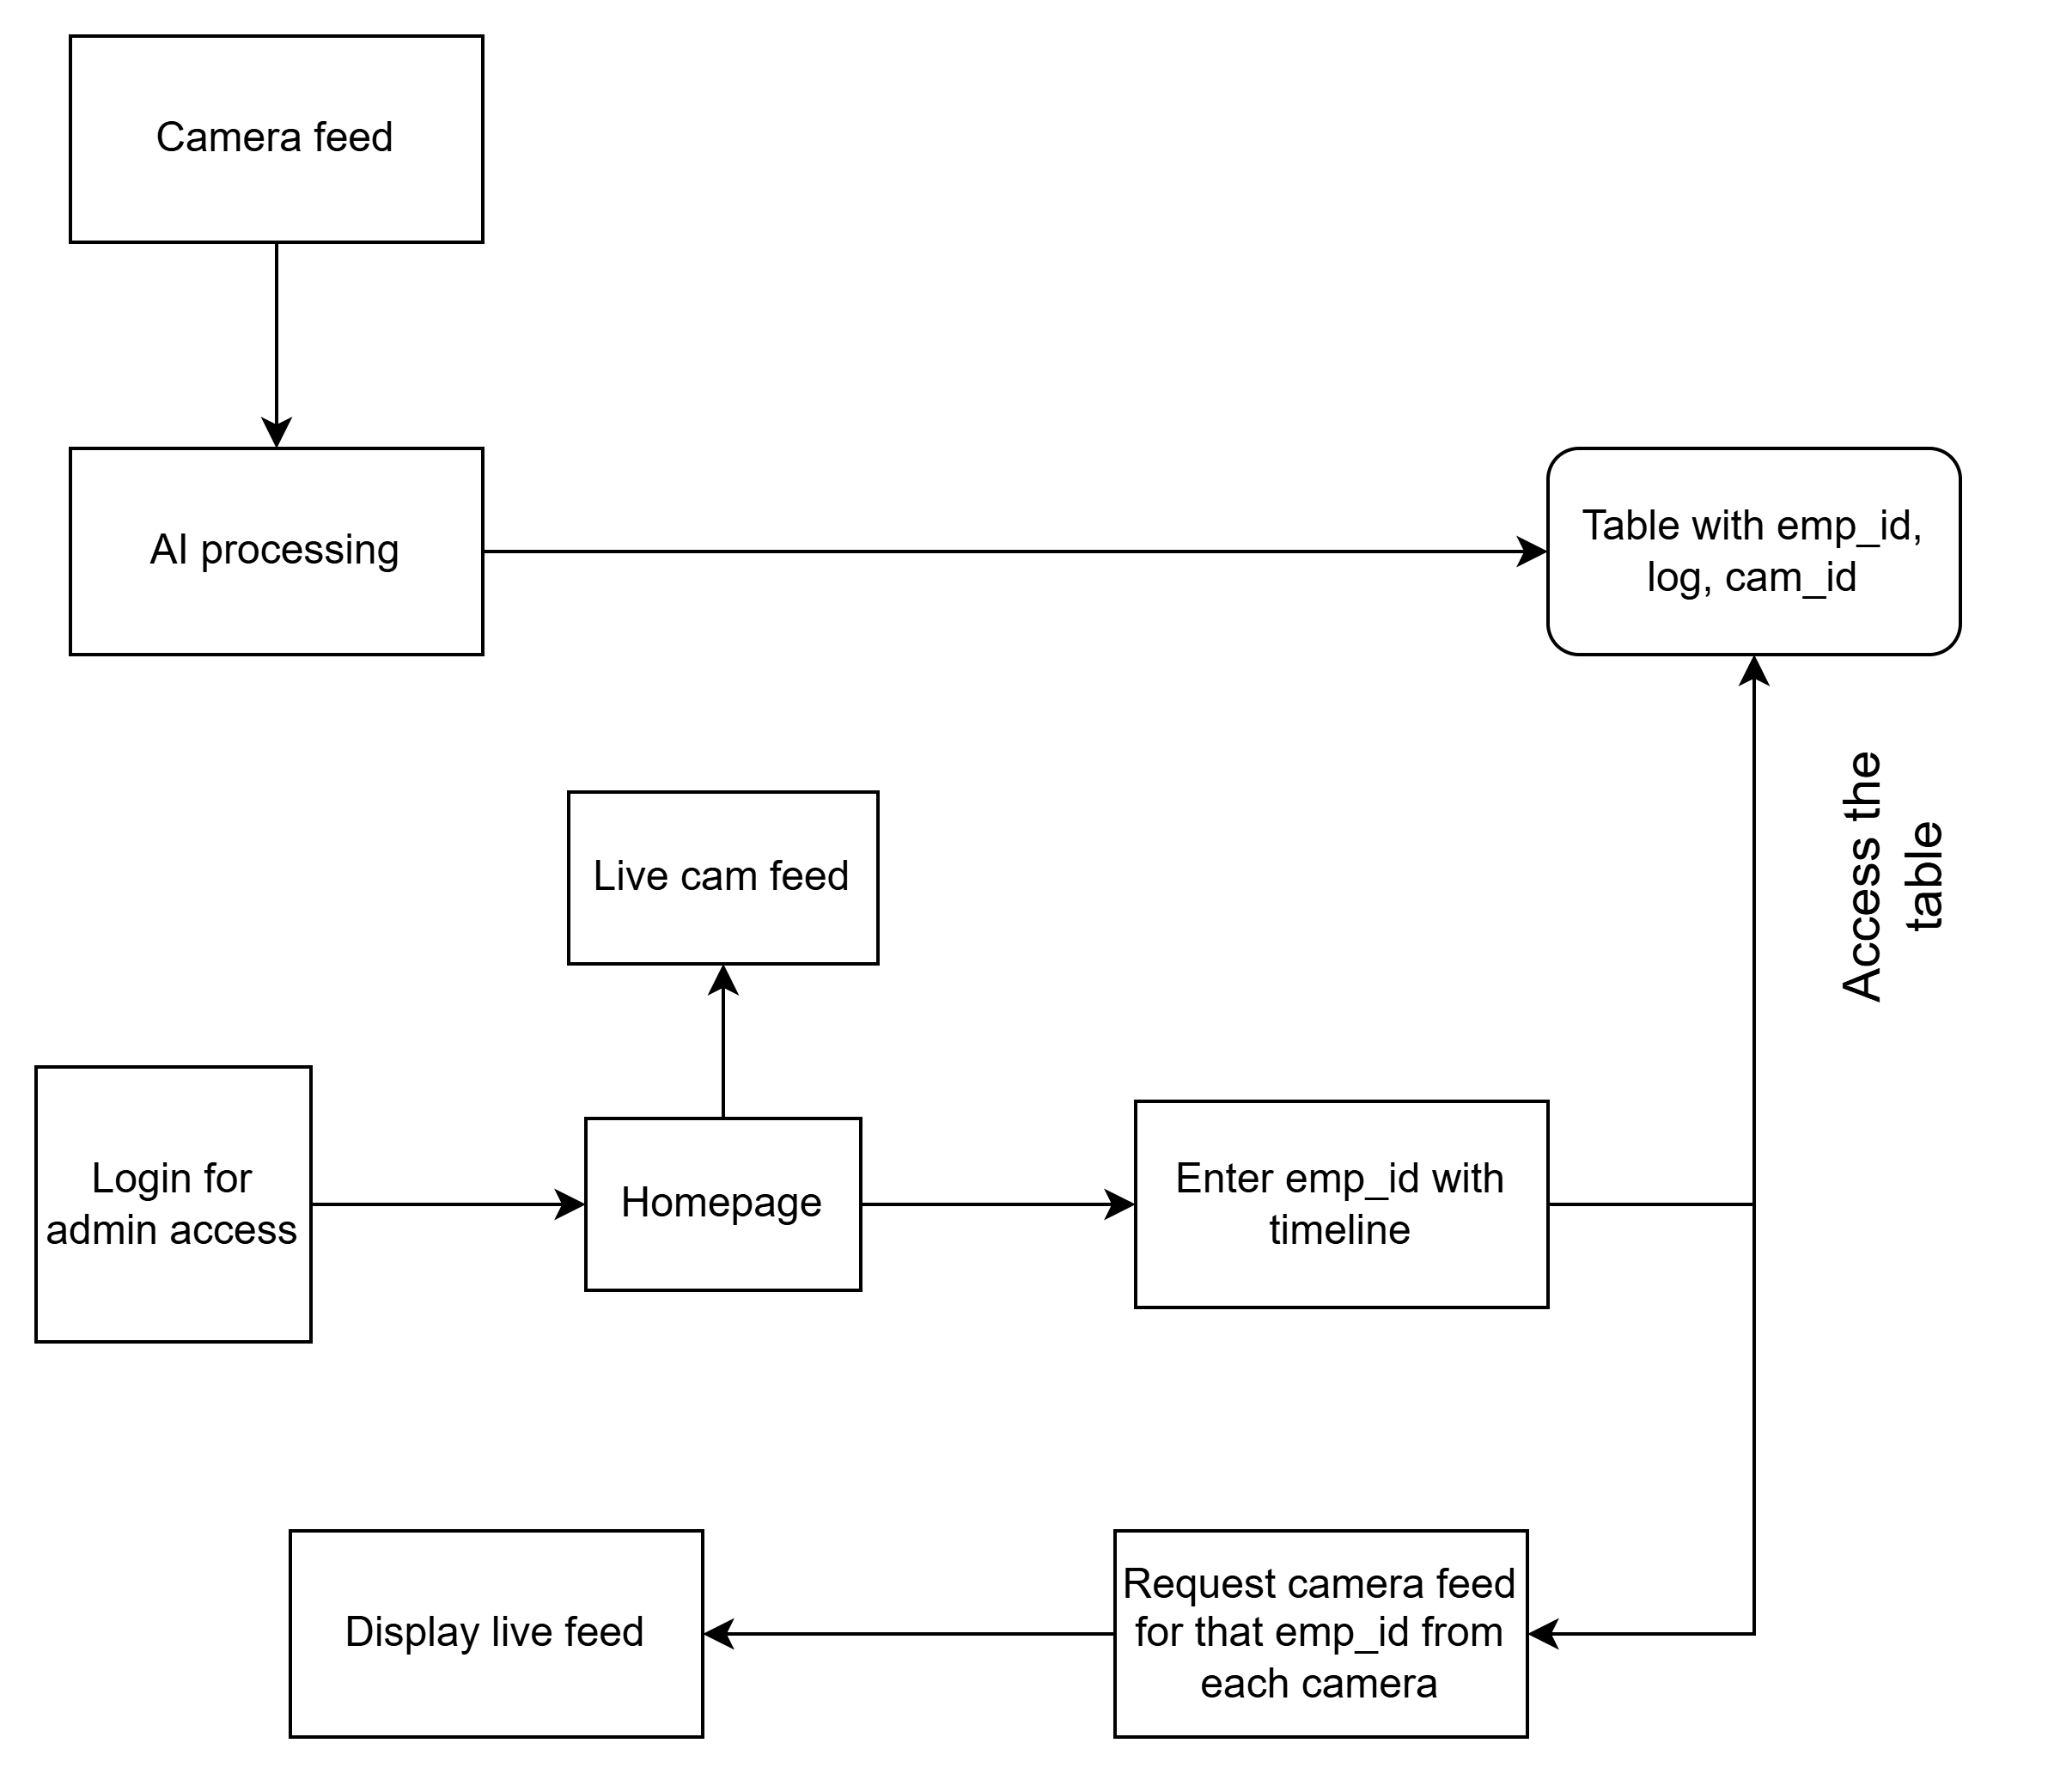 Camera feed
AI processing
Table with emp_id,
log, cam_id
Access the
table
Live cam feed
Login for
admin access
Homepage
Enter emp_id with
timeline
Display live feed
Request camera feed
for that emp_id from
each camera